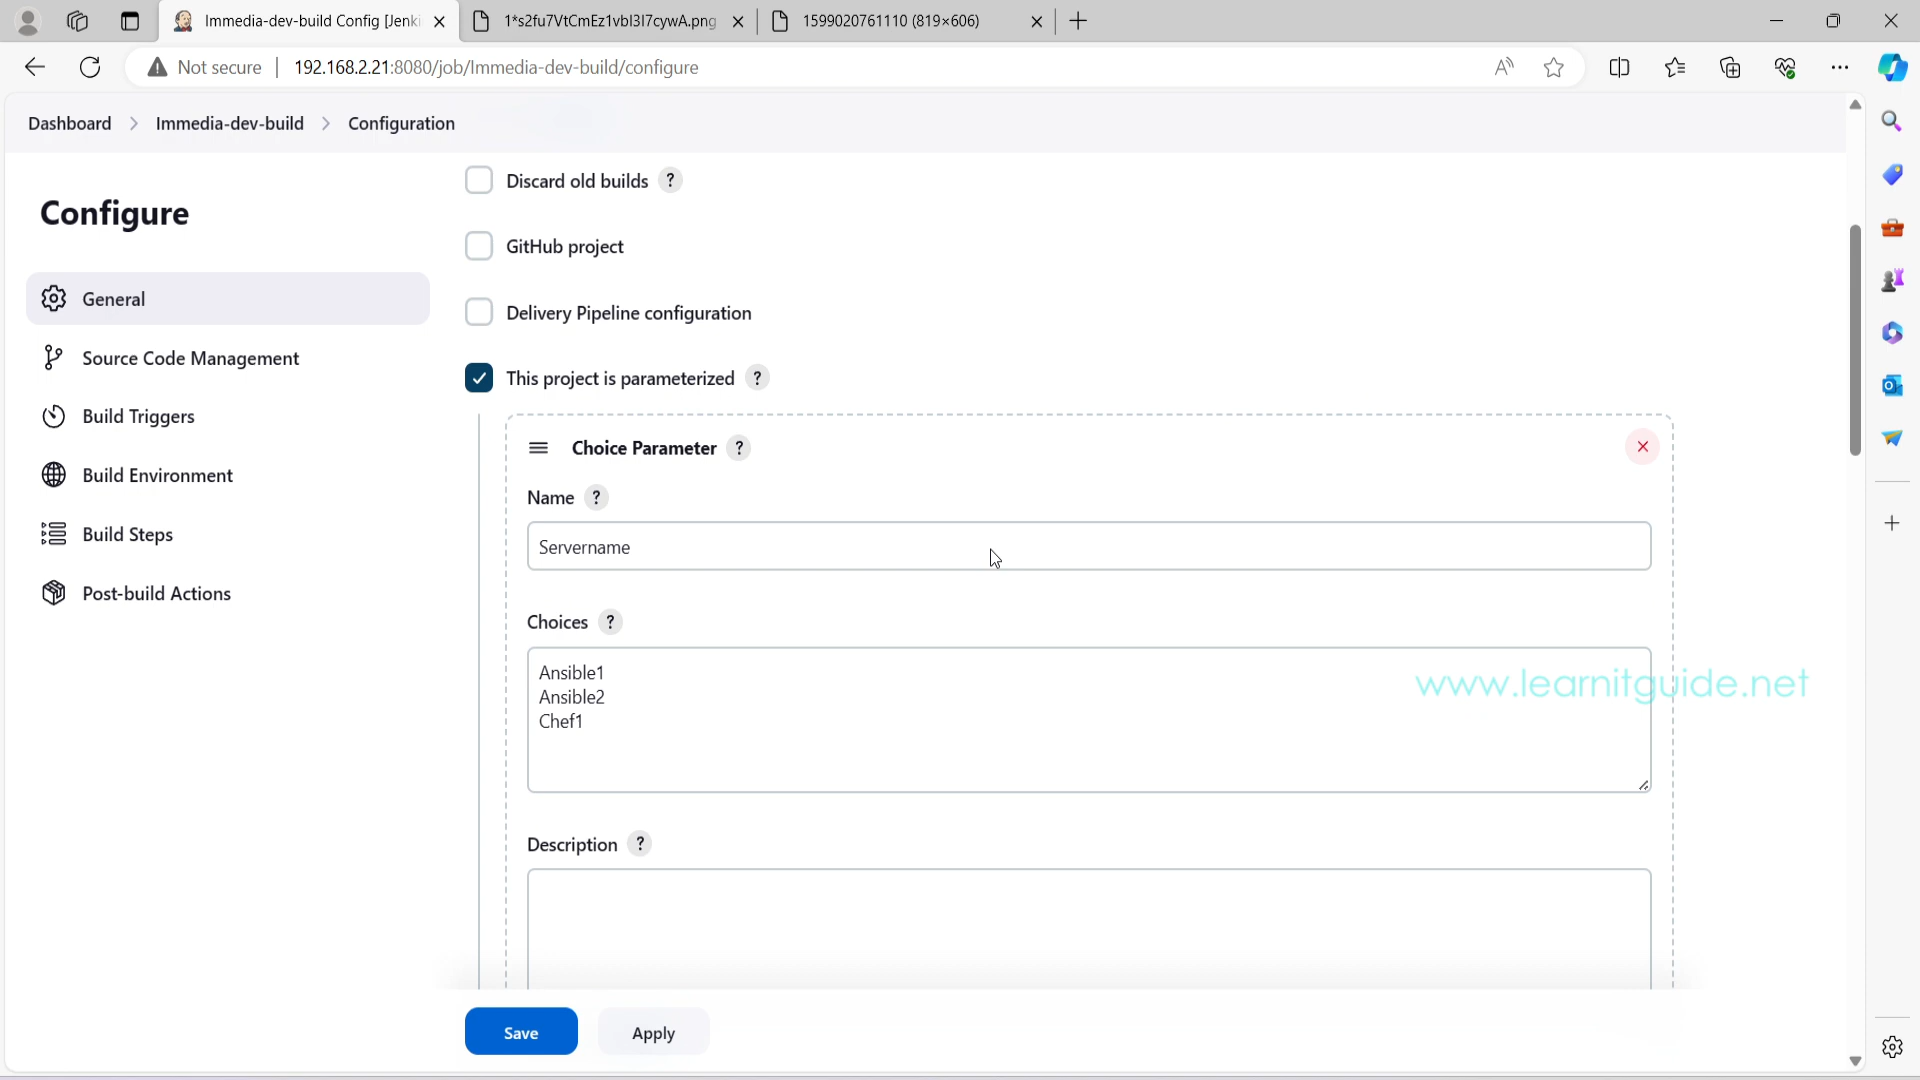 Immedia-dev-build Config [Jenki
1*s2fu7VtCmEz1vbl3I7cywA.png
1599020761110 (819×606)
Not secure
192.168.2.21:8080/job/Immedia-dev-build/configure
Dashboard > Immedia-dev-build > Configuration
Configure
General
Source Code Management
Build Triggers
Build Environment
Build Steps
Post-build Actions
Discard old builds ?
GitHub project
Delivery Pipeline configuration
This project is parameterized ?
Choice Parameter ?
Name ?
Servername
Choices ?
Ansible1
Ansible2
Chef1
www.learnitguide.net
Description ?
Save
Apply